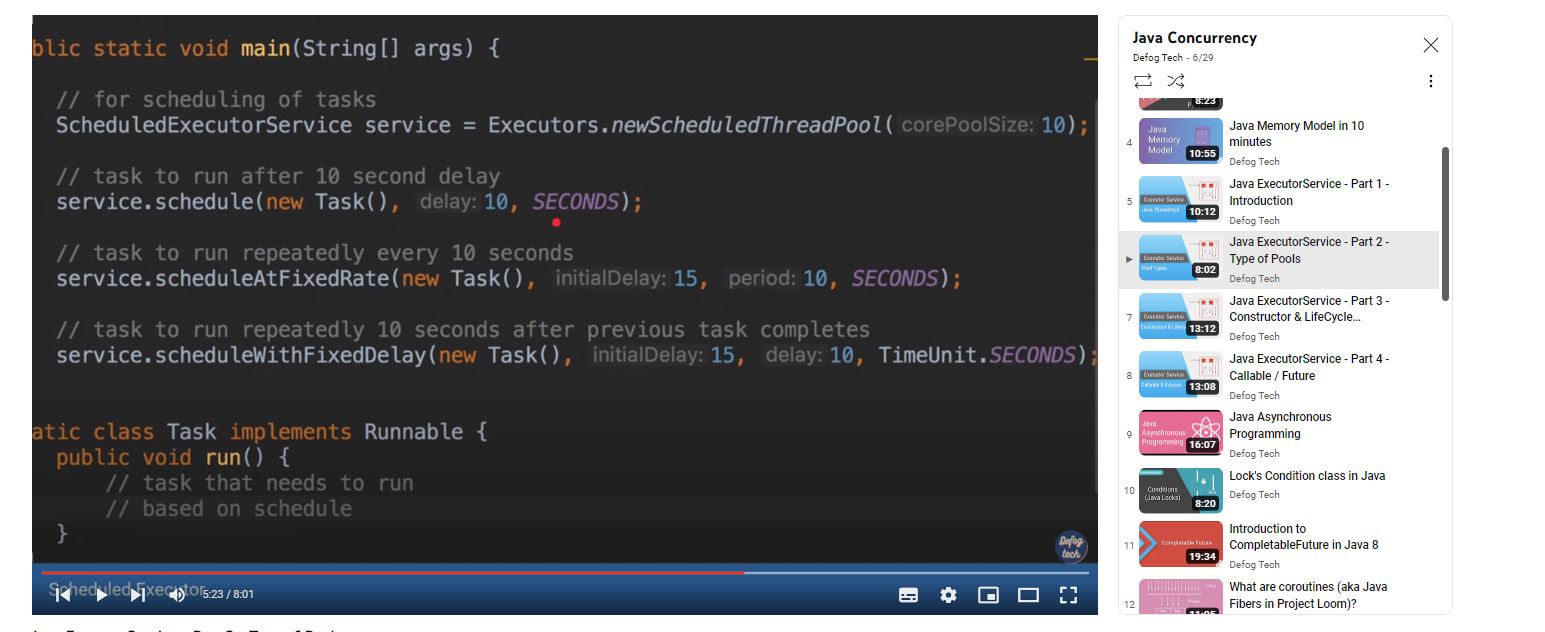 blic static void main(String[] args) {
// for scheduling of tasks
ScheduledExecutorService service = Executors.newScheduledThreadPool( corePoolSize: 10);
// task to run after 10 second delay
service.schedule(new Task(), delay: 10, SECONDS);
// task to run repeatedly every 10 seconds
service.scheduleAtFixedRate(new Task(), initialDelay: 15, period: 10, SECONDS);
// task to run repeatedly 10 seconds after previous task completes
service.scheduleWithFixedDelay(new Task(), initialDelay: 15, delay: 10, TimeUnit.SECONDS);
atic class Task implements Runnable {
public void run() {
// task that needs to run
// based on schedule
}
Defog
tech
Scheduled Executor
5:23 / 8:01
Java Concurrency
Defog Tech - 6/29
8:23
4
Java
Memory
Model
10:55
Java Memory Model in 10
minutes
Defog Tech
5
Executor Service
Java ThreadPool
10:12
Java ExecutorService - Part 1 -
Introduction
Defog Tech
Executor Service
Pool Types
8:02
Java ExecutorService - Part 2 -
Type of Pools
Defog Tech
7
Executor Service
13:12
Java ExecutorService - Part 3 -
Constructor & LifeCycle...
Defog Tech
8
Executor Service
Callable & Futures
13:08
Java ExecutorService - Part 4 -
Callable / Future
Defog Tech
9
Java
Asynchronous
Programming
16:07
Java Asynchronous
Programming
Defog Tech
10
Conditions
(Java Locks)
8:20
Lock's Condition class in Java
Defog Tech
11
Completable Future
19:34
Introduction to
CompletableFuture in Java 8
Defog Tech
12
11:05
What are coroutines (aka Java
Fibers in Project Loom)?